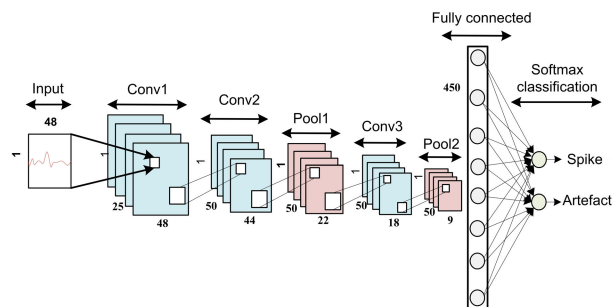 Fully connected
Input
Conv1
Conv2
Pool1
Conv3
Pool2
Softmax
classification
48
450
1
1
1
1
1
Spike
Artefact
25
48
50
44
50
22
50
18
50
9